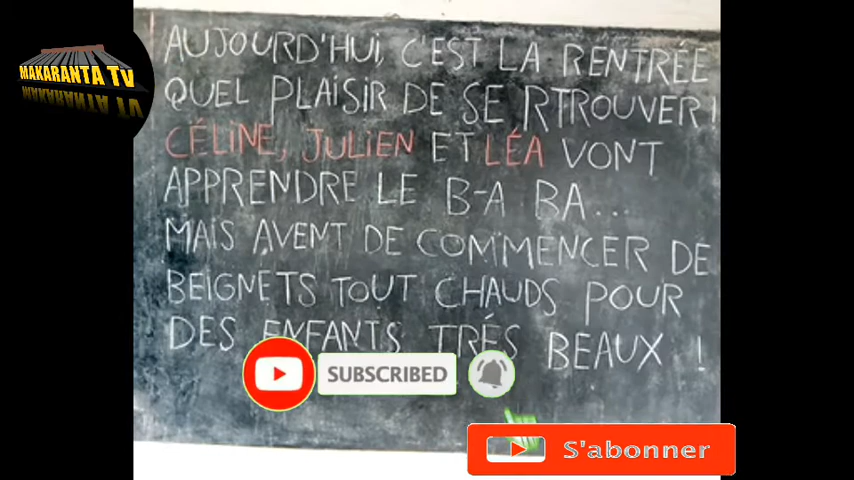 MAKARANTA TV
AUJOURD'HUI, C'EST LA RENTRÉE
QUEL PLAISIR DE SE RTROUVER!
CÉLINE, JULIEN ET LÉA VONT
APPRENDRE LE B-A BA...
MAIS AVENT DE COMMENCER DE
BEIGNETS TOUT CHAUDS POUR
DES ENFANTS TRÉS BEAUX !
SUBSCRIBED
S'abonner